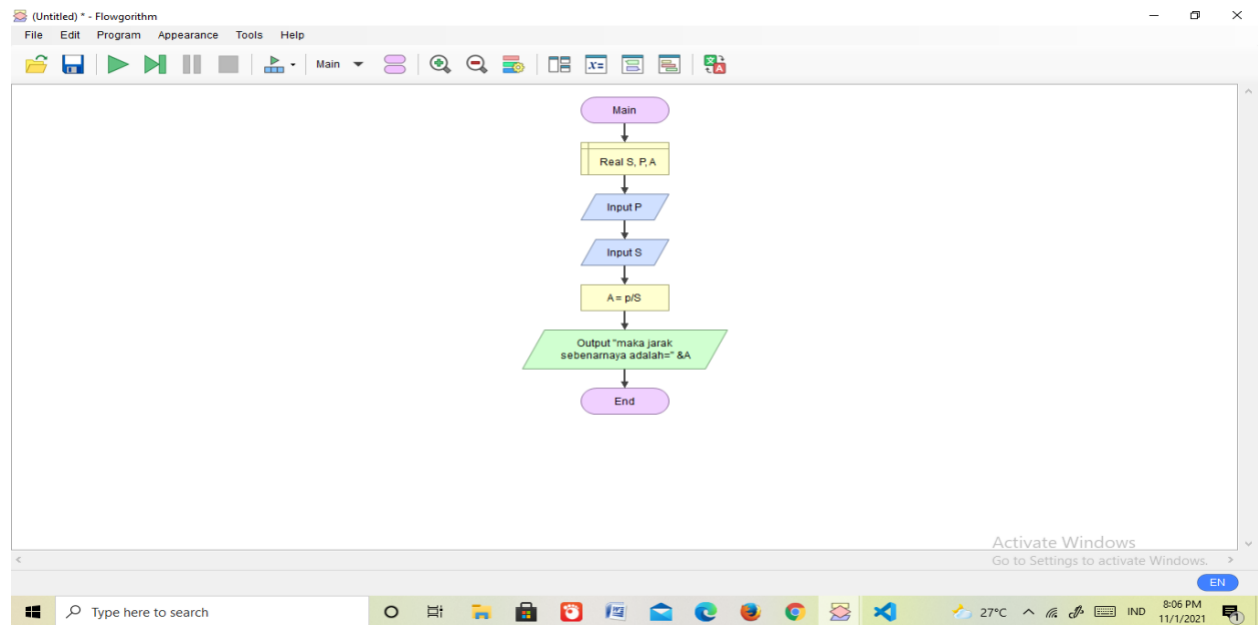 (Untitled) * - Flowgorithm
File Edit Program Appearance Tools Help
Main
x=
Main
Real S, P, A
Input P
Input S
A = p/S
Output "maka jarak
sebenarnaya adalah=" &A
End
Activate Windows
Go to Settings to activate Windows.
EN
Type here to search
27°C
IND
8:06 PM
11/1/2021